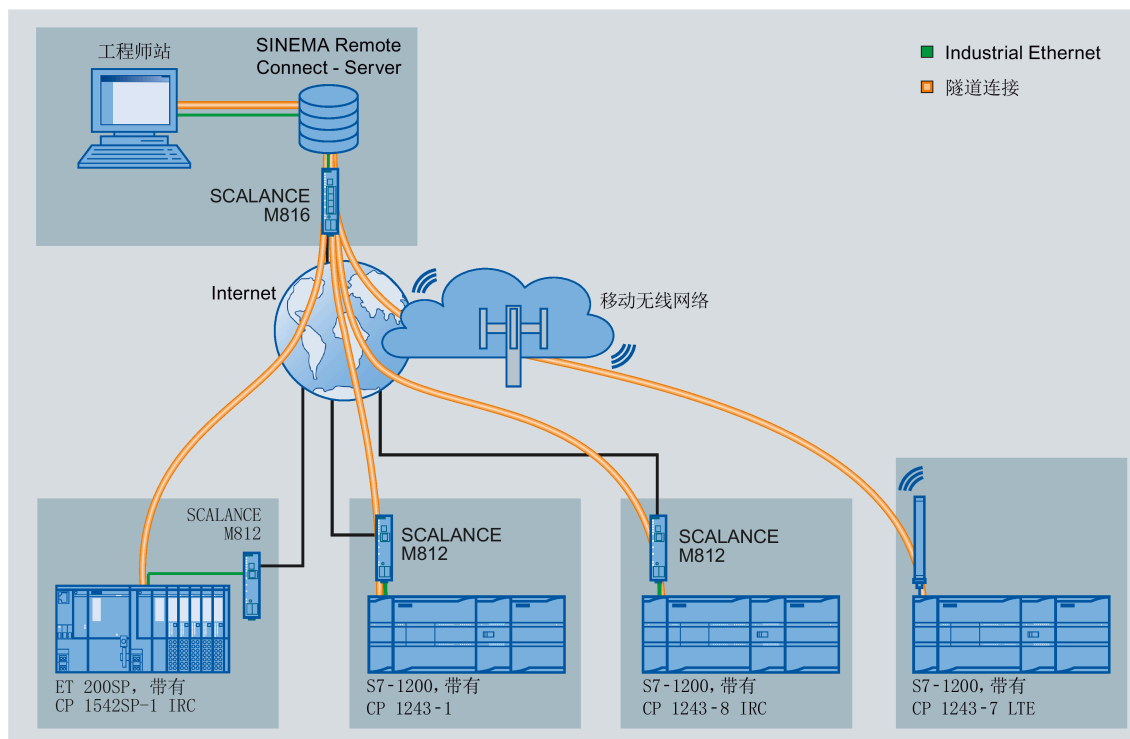 工程师站
SINEMA Remote
Connect - Server
Industrial Ethernet
隧道连接
SCALANCE
M816
Internet
移动无线网络
SCALANCE
M812
SCALANCE
M812
SCALANCE
M812
ET 200SP，带有
CP 1542SP-1 IRC
S7-1200，带有
CP 1243-1
S7-1200，带有
CP 1243-8 IRC
S7-1200，带有
CP 1243-7 LTE